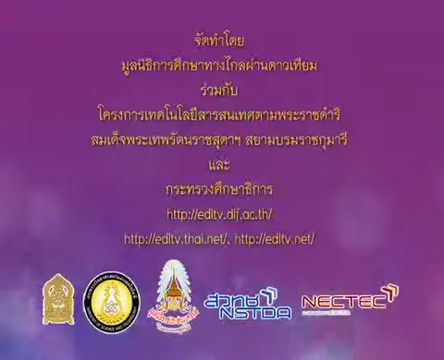 จัดทำโดย
มูลนิธิการศึกษาทางไกลผ่านดาวเทียม
ร่วมกับ
โครงการเทคโนโลยีสารสนเทศตามพระราชดำริ
สมเด็จพระเทพรัตนราชสุดาฯ สยามบรมราชกุมารี
และ
กระทรวงศึกษาธิการ
http://edltv.dlf.ac.th/
http://edltv.thai.net/, http://edltv.net/
สวทช
NSTDA
NECTEC